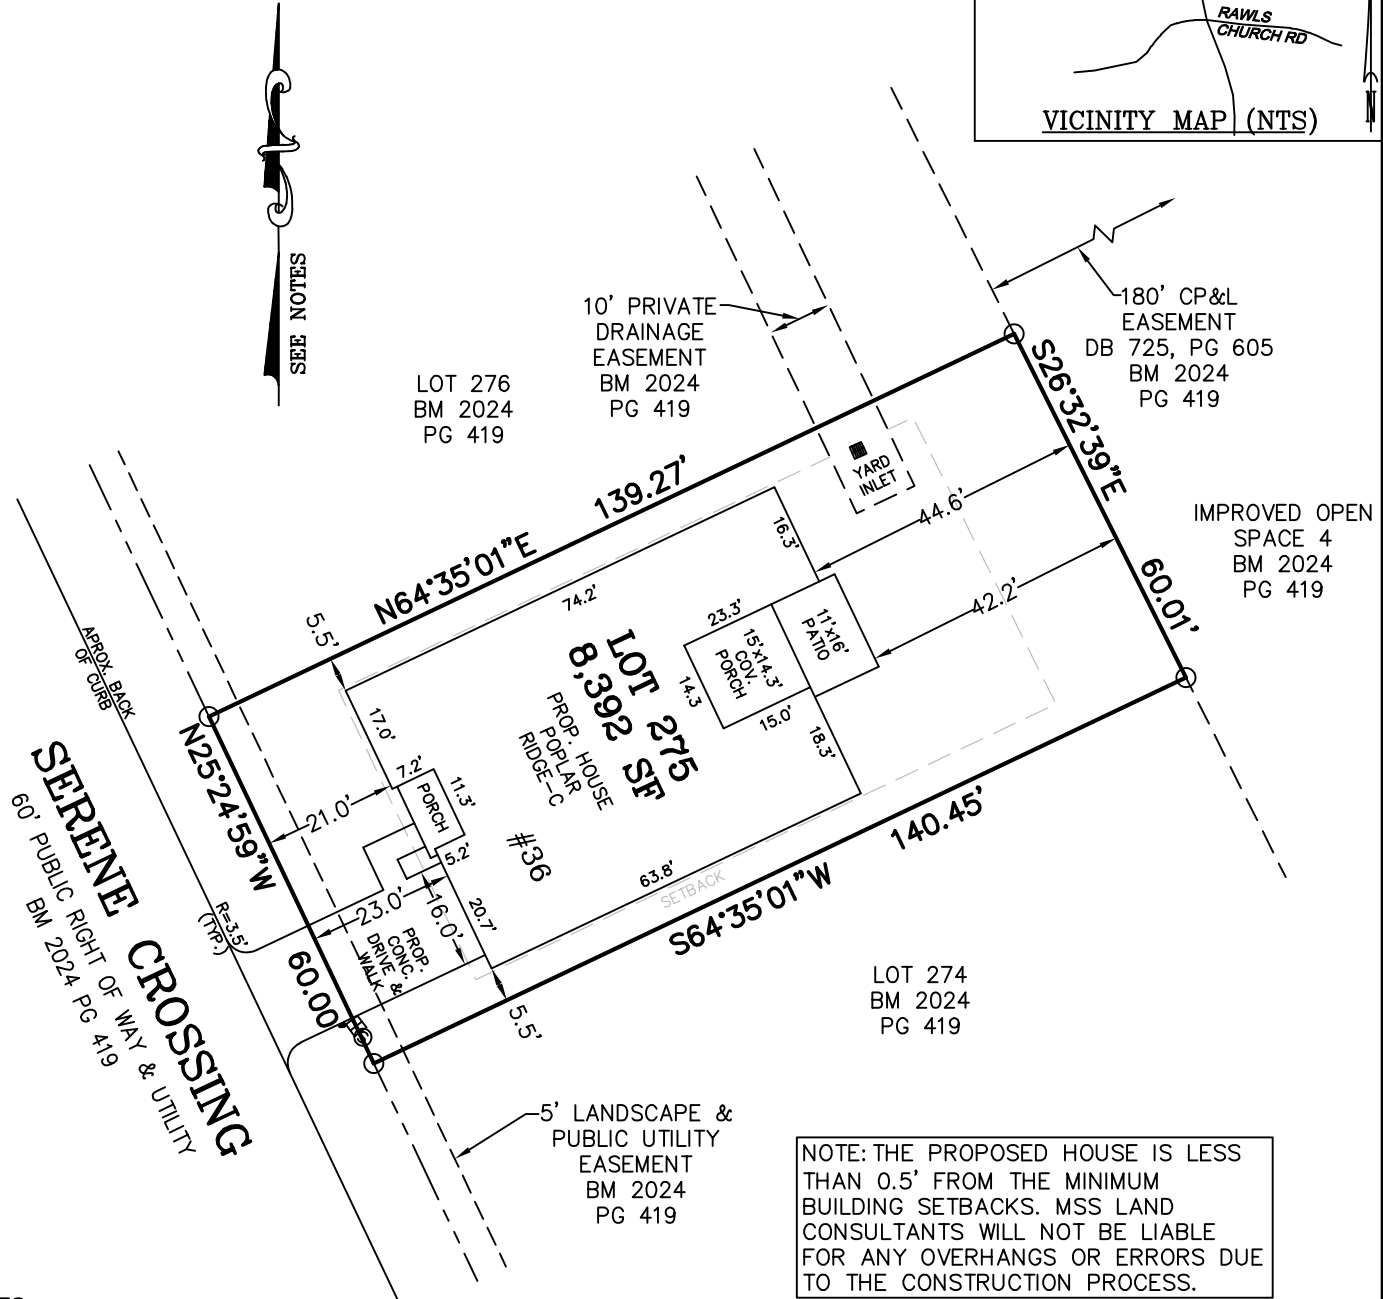 RAWLS
CHURCH RD
VICINITY MAP (NTS)
N
SEE NOTES
10' PRIVATE
DRAINAGE
EASEMENT
BM 2024
PG 419
180' CP&L
EASEMENT
DB 725, PG 605
BM 2024
PG 419
LOT 276
BM 2024
PG 419
S26°32'39"E
60.01'
N64°35'01"E
139.27'
YARD
INLET
44.6'
42.2'
IMPROVED OPEN
SPACE 4
BM 2024
PG 419
16.3'
74.2'
5.5'
23.3'
11'x16'
PATIO
15'x14.3'
COV.
PORCH
14.3
15.0'
18.3'
LOT 275
8,392 SF
PROP. HOUSE
POPLAR
RIDGE-C
#36
APROX. BACK
OF CURB
17.0'
7.2'
PORCH
11.3'
5.2'
21.0'
23.0'
16.0'
20.7'
63.8'
SETBACK
N25°24'59"W
60.00'
R=3.5'
(TYP.)
PROP.
CONC.
DRIVE &
WALK
5.5'
S64°35'01"W
140.45'
SERENE CROSSING
60' PUBLIC RIGHT OF WAY & UTILITY
BM 2024 PG 419
LOT 274
BM 2024
PG 419
5' LANDSCAPE &
PUBLIC UTILITY
EASEMENT
BM 2024
PG 419
NOTE: THE PROPOSED HOUSE IS LESS
THAN 0.5' FROM THE MINIMUM
BUILDING SETBACKS. MSS LAND
CONSULTANTS WILL NOT BE LIABLE
FOR ANY OVERHANGS OR ERRORS DUE
TO THE CONSTRUCTION PROCESS.